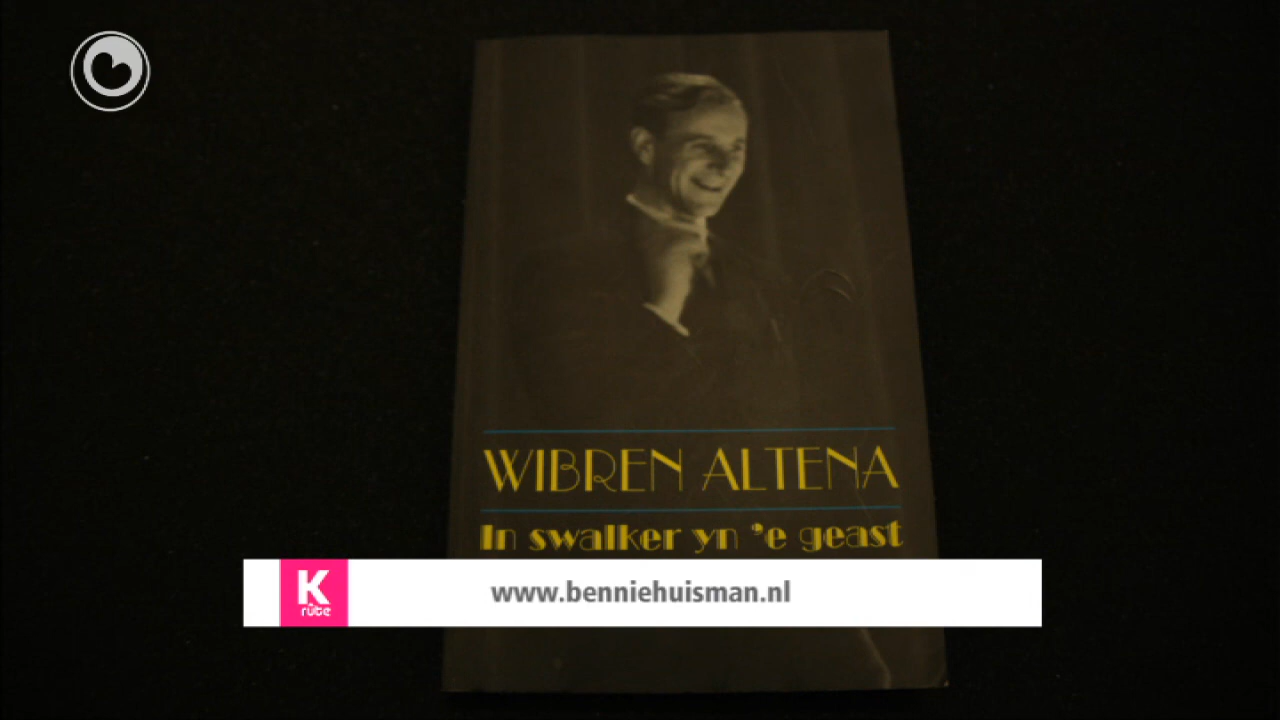 WIBREN ALTENA
In swalker yn 'e geast
K
rûte
www.benniehuisman.nl